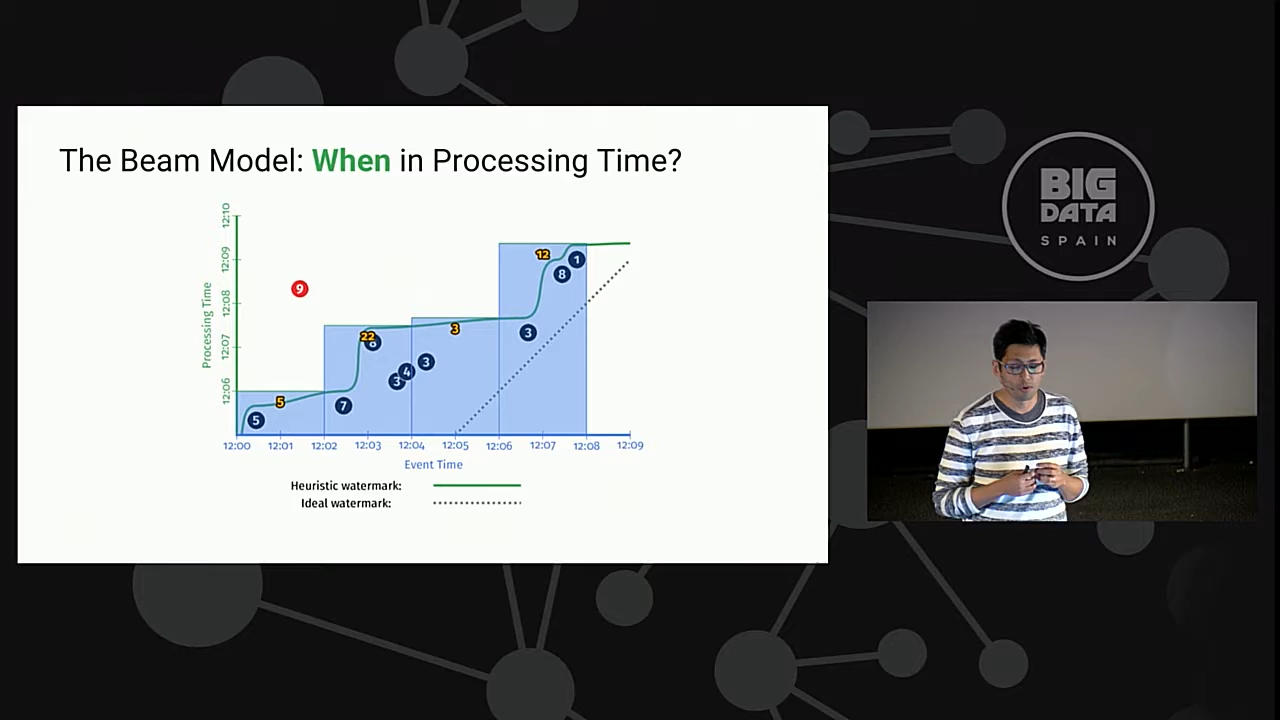 The Beam Model: When in Processing Time?
Processing Time
12:10
12:09
12:08
12:07
12:06
9
12
1
8
22
8
3
3
3
4
3
5
5
7
12:00 12:01 12:02 12:03 12:04 12:05 12:06 12:07 12:08 12:09
Event Time
Heuristic watermark:
Ideal watermark:
BIG
DATA
SPAIN